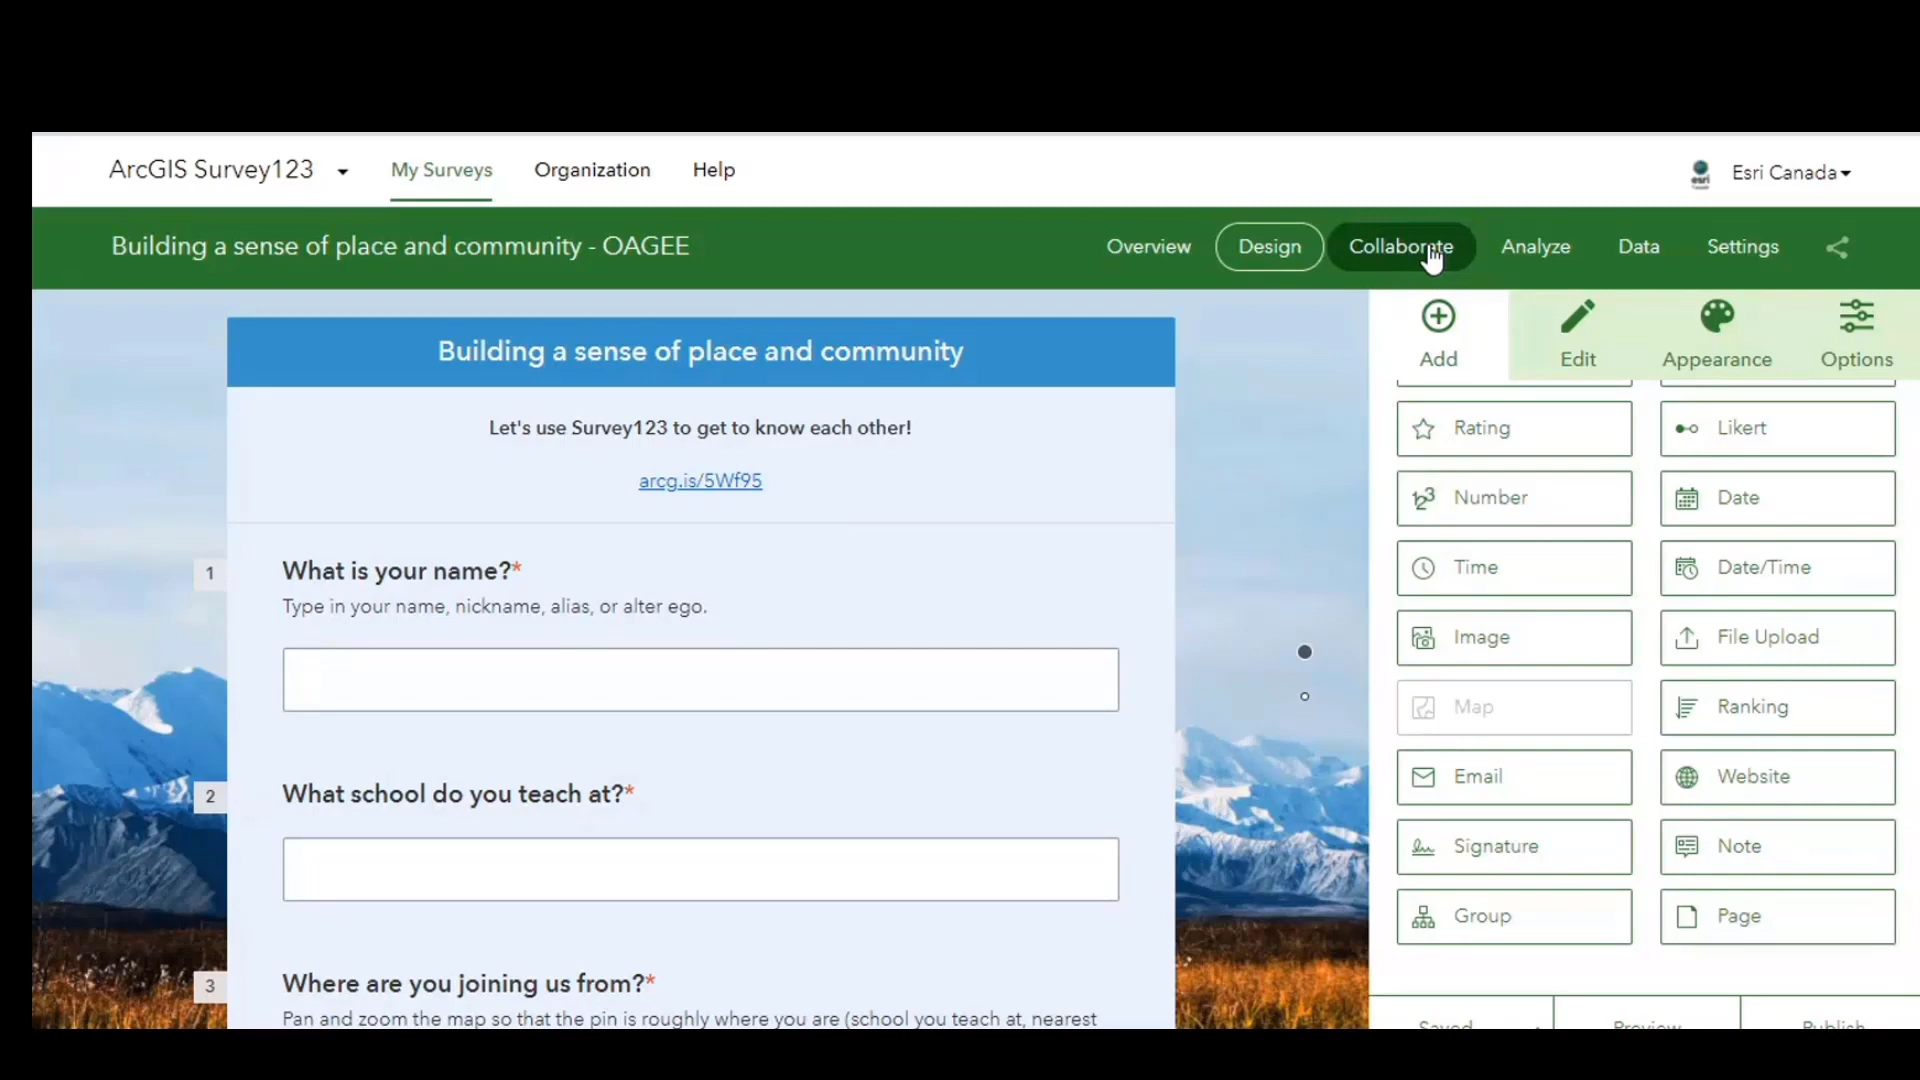 ArcGIS Survey123
My Surveys
Organization
Help
esri
Esri Canada
Building a sense of place and community - OAGEE
Overview
Design
Collaborate
Analyze
Data
Settings
Add
Edit
Appearance
Options
Building a sense of place and community
Let's use Survey123 to get to know each other!
arcg.is/5Wf95
1
What is your name?*
Type in your name, nickname, alias, or alter ego.
2
What school do you teach at?*
3
Where are you joining us from?*
Pan and zoom the map so that the pin is roughly where you are (school you teach at, nearest
Rating
Likert
Number
Date
Time
Date/Time
Image
File Upload
Map
Ranking
Email
Website
Signature
Note
Group
Page
Saved
Preview
Publish